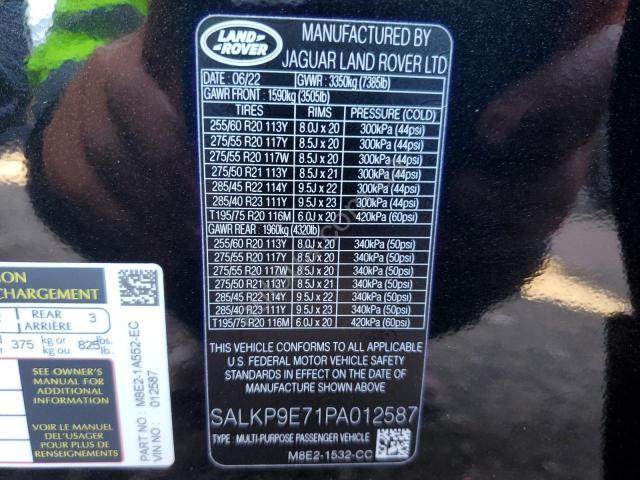 LAND ROVER
MANUFACTURED BY
JAGUAR LAND ROVER LTD
DATE : 06/22 GVWR : 3350kg (7385lb)
GAWR FRONT : 1590kg (3505lb)
TIRES RIMS PRESSURE (COLD)
255/60 R20 113Y 8.0J x 20 300kPa (44psi)
275/55 R20 117Y 8.5J x 20 300kPa (44psi)
275/55 R20 117W 8.5J x 20 300kPa (44psi)
275/50 R21 113Y 8.5J x 21 300kPa (44psi)
285/45 R22 114Y 9.5J x 22 300kPa (44psi)
285/40 R23 111Y 9.5J x 23 300kPa (44psi)
T195/75 R20 116M 6.0J x 20 420kPa (60psi)
GAWR REAR : 1960kg (4320lb)
255/60 R20 113Y 8.0J x 20 340kPa (50psi)
275/55 R20 117Y 8.5J x 20 340kPa (50psi)
275/55 R20 117W 8.5J x 20 340kPa (50psi)
275/50 R21 113Y 8.5J x 21 340kPa (50psi)
285/45 R22 114Y 9.5J x 22 340kPa (50psi)
285/40 R23 111Y 9.5J x 23 340kPa (50psi)
T195/75 R20 116M 6.0J x 20 420kPa (60psi)
THIS VEHICLE CONFORMS TO ALL APPLICABLE
U.S. FEDERAL MOTOR VEHICLE SAFETY
STANDARDS IN EFFECT ON THE DATE OF
MANUFACTURE SHOWN ABOVE
SALKP9E71PA012587
TYPE : MULTI-PURPOSE PASSENGER VEHICLE
M8E2-1532-CC
CHARGEMENT
REAR 3
ARRIÈRE
375 kg or 825 lbs.
kg ou lb.
SEE OWNER'S
MANUAL FOR
ADDITIONAL
INFORMATION
VOIR LE MANUEL
DEL'USAGER
POUR PLUS DE
RENSEIGNEMENTS
PART NO : M8E2-1A552-EC
VIN NO : 012587